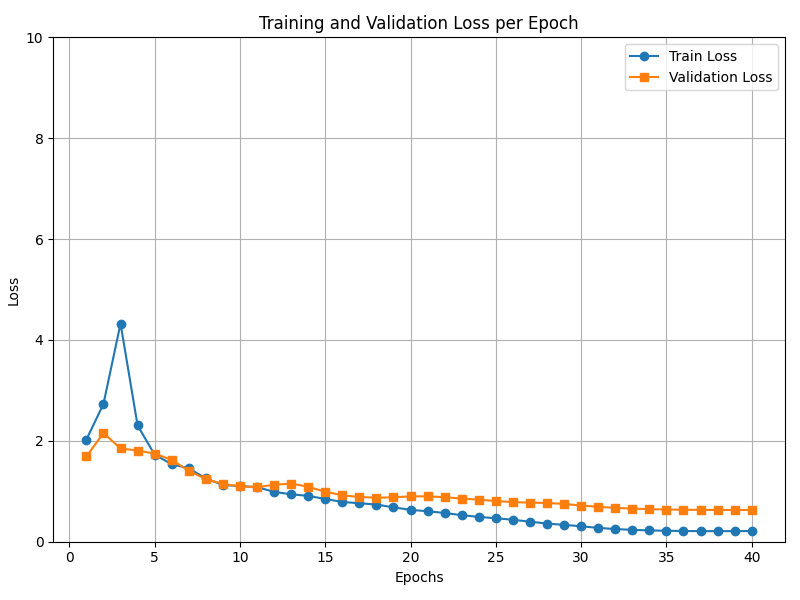 Training and Validation Loss per Epoch
10
8
6
4
2
0
Loss
Train Loss
Validation Loss
0 5 10 15 20 25 30 35 40
Epochs